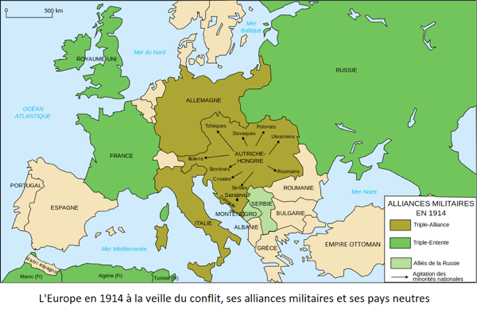 0
500 km
Mer
Baltique
ROYAUME-UNI
Mer du Nord
RUSSIE
OCÉAN
ATLANTIQUE
ALLEMAGNE
Tchèques
Polonais
Slovaques
Ukrainiens
FRANCE
AUTRICHE-
HONGRIE
Italiens
Slovènes
Roumains
Croates
Serbes
Sarajevo
PORTUGAL
ESPAGNE
ROUMANIE
Mer Noire
SERBIE
MONTÉNÉGRO
BULGARIE
ITALIE
ALBANIE
Mer Méditerranée
GRÈCE
EMPIRE OTTOMAN
Maroc (Fr)
Algérie (Fr)
Tunisie (Fr)
ALLIANCES MILITAIRES
EN 1914
Triple-Alliance
Triple-Entente
Alliés de la Russie
Agitation des
minorités nationales
L'Europe en 1914 à la veille du conflit, ses alliances militaires et ses pays neutres